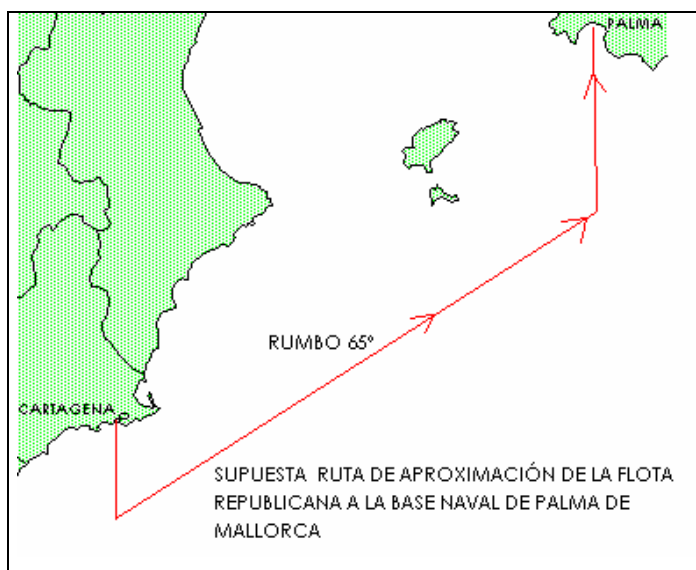 PALMA
RUMBO 65º
CARTAGENA
SUPUESTA RUTA DE APROXIMACIÓN DE LA FLOTA
REPUBLICANA A LA BASE NAVAL DE PALMA DE
MALLORCA